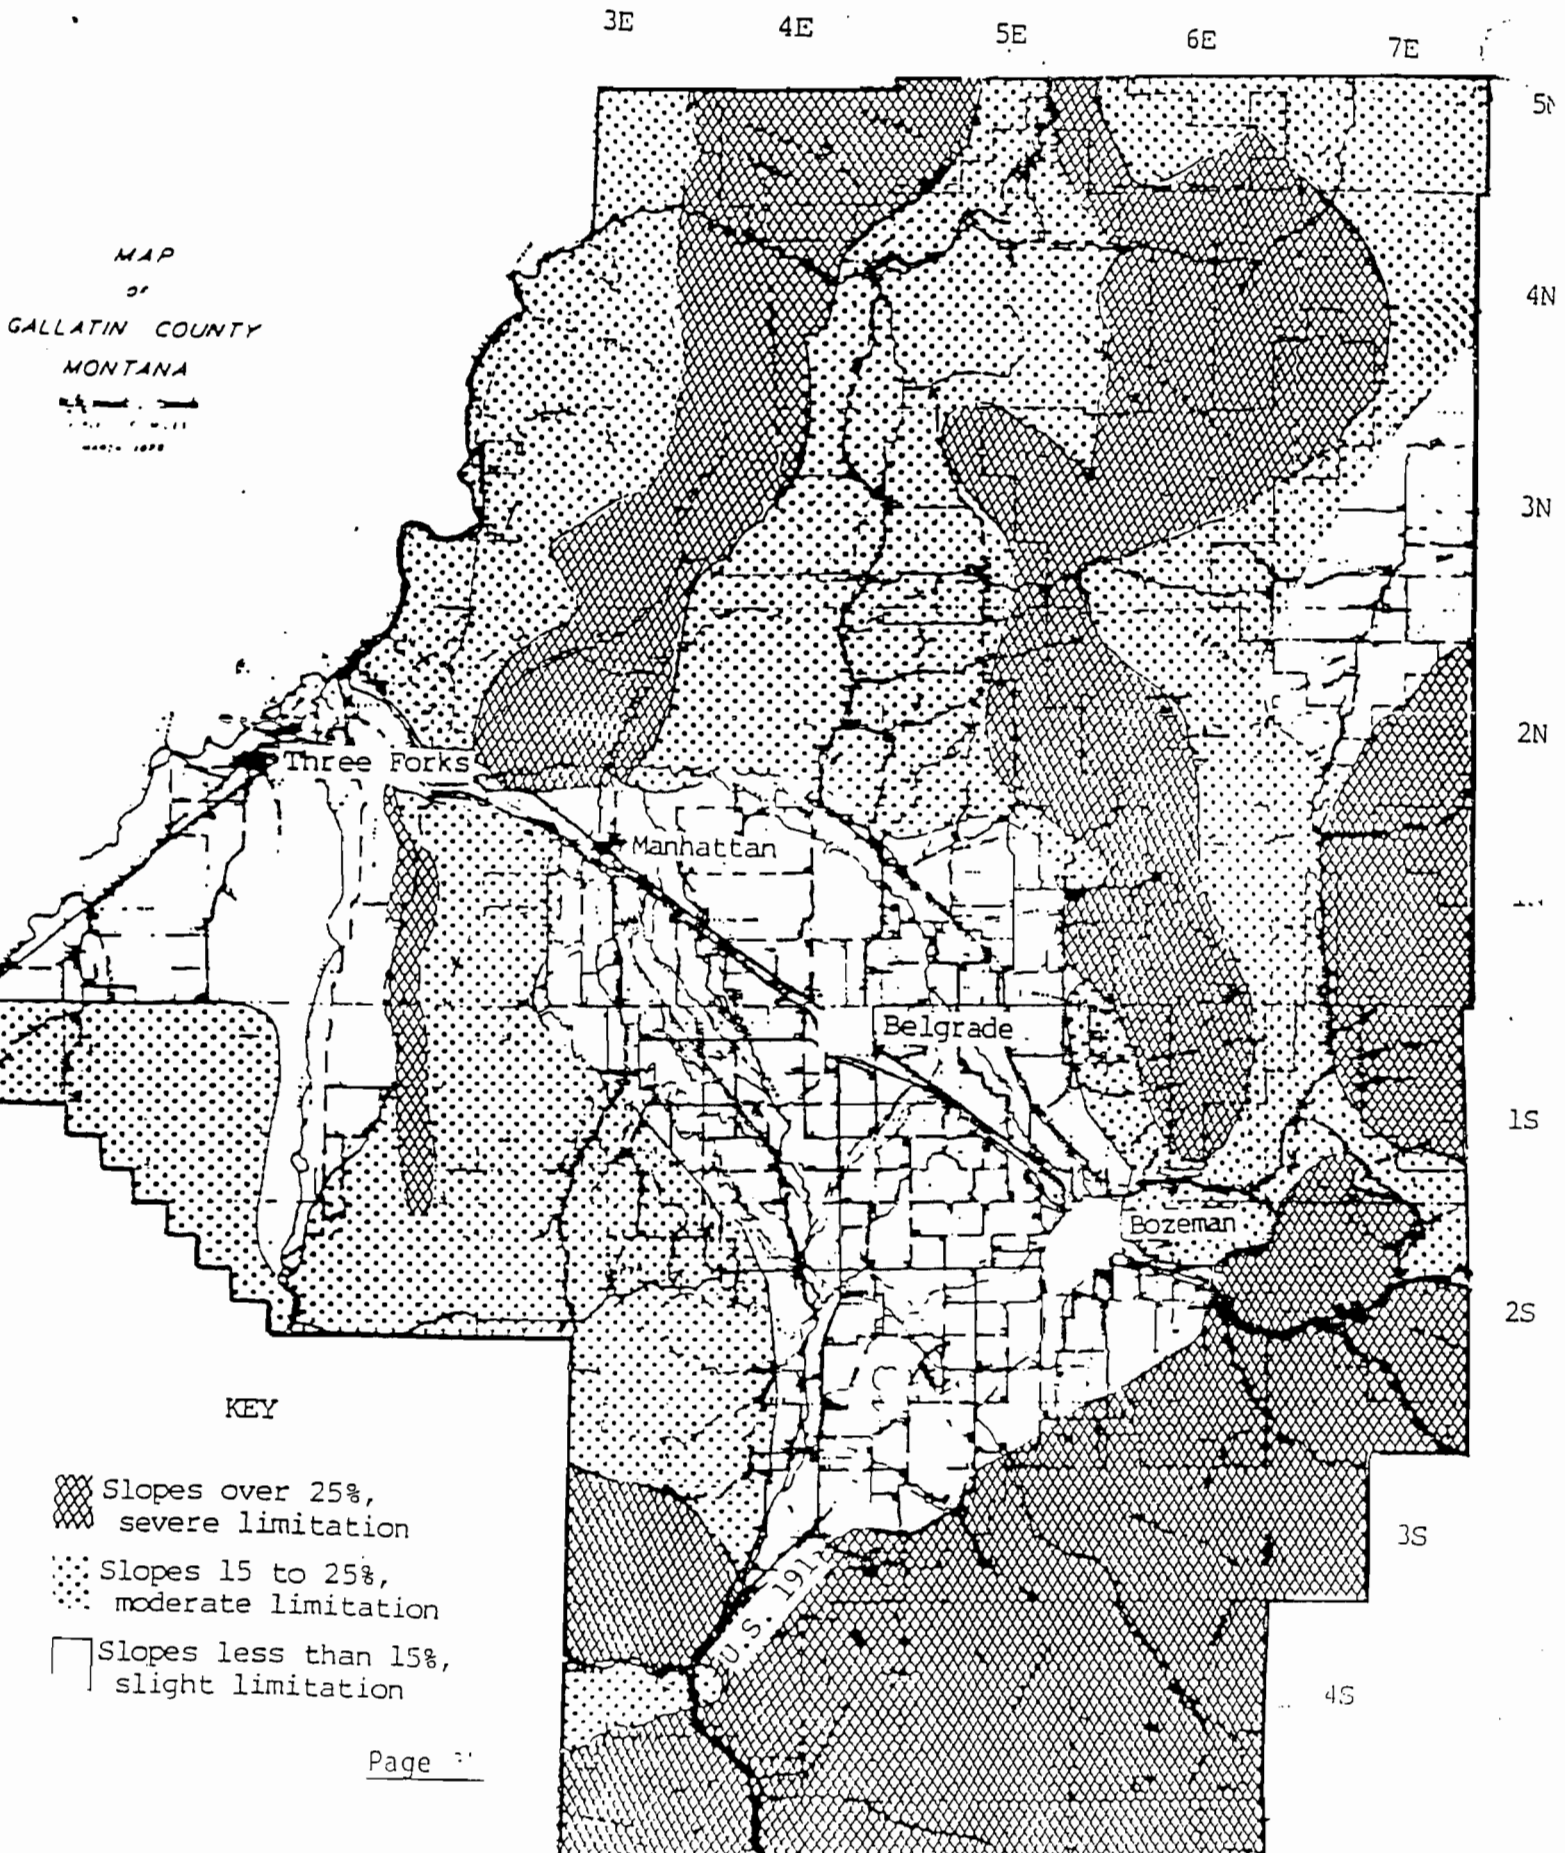 3E 4E 5E 6E 7E
MAP
OF
GALLATIN COUNTY
MONTANA
4N
3N
2N
Three Forks
Manhattan
Belgrade
1S
Bozeman
2S
KEY
Slopes over 25%,
severe limitation
3S
Slopes 15 to 25%,
moderate limitation
U.S. 191
Slopes less than 15%,
slight limitation
4S
Page